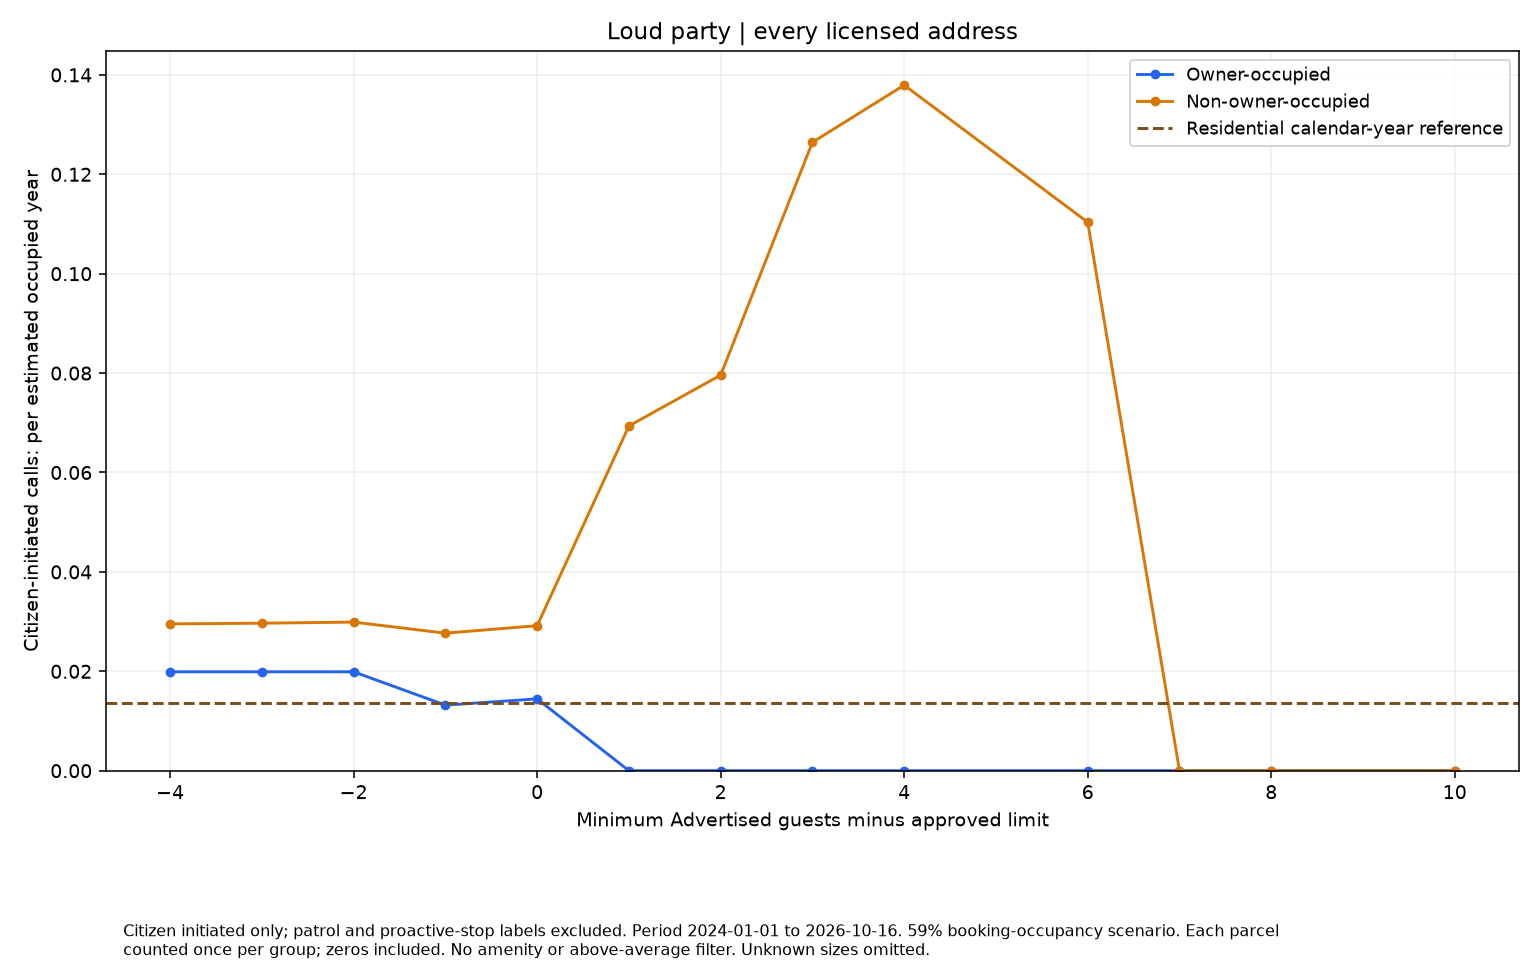 Loud party | every licensed address
Owner-occupied
Non-owner-occupied
Residential calendar-year reference
Citizen-initiated calls: per estimated occupied year
0.14
0.12
0.10
0.08
0.06
0.04
0.02
0.00
−4
−2
0
2
4
6
8
10
Minimum Advertised guests minus approved limit
Citizen initiated only; patrol and proactive-stop labels excluded. Period 2024-01-01 to 2026-10-16. 59% booking-occupancy scenario. Each parcel
counted once per group; zeros included. No amenity or above-average filter. Unknown sizes omitted.